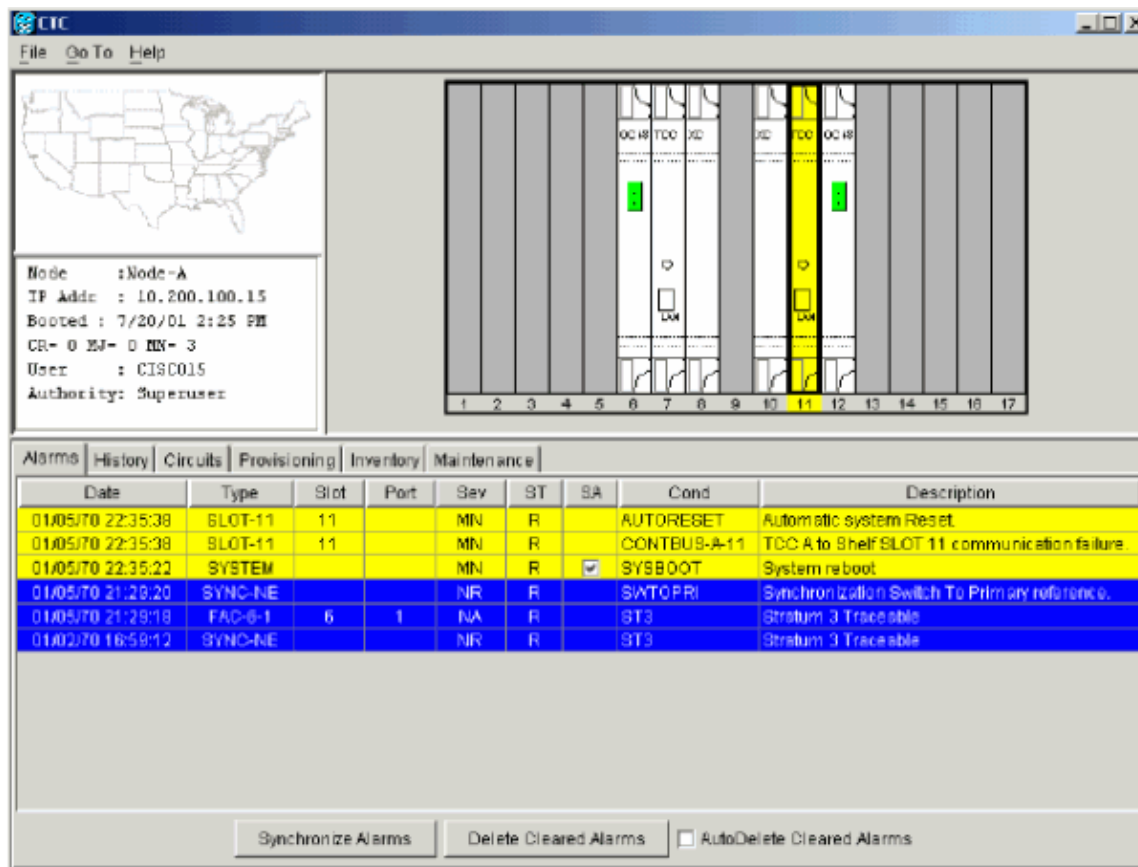 CTC
File Go To Help
OC48 TCC XC XC TCC OC48
LAN LAN
1 2 3 4 5 6 7 8 9 10 11 12 13 14 15 16 17
Node :Node-A
IP Addr : 10.200.100.15
Booted : 7/20/01 2:25 PM
CR- 0 MJ- 0 MN- 3
User : CISCO15
Authority: Superuser
Alarms History Circuits Provisioning Inventory Maintenance
Date Type Slot Port Sev ST SA Cond Description
01/05/70 22:35:38 SLOT-11 11 MN R AUTORESET Automatic system Reset.
01/05/70 22:35:38 SLOT-11 11 MN R CONTBUS-A-11 TCC A to Shelf SLOT 11 communication failure.
01/05/70 22:35:22 SYSTEM MN R SYSBOOT System reboot
01/05/70 21:29:20 SYNC-NE NR R SWTOPRI Synchronization Switch To Primary reference.
01/05/70 21:29:18 FAC-6-1 6 1 NA R ST3 Stratum 3 Traceable
01/02/70 16:59:12 SYNC-NE NR R ST3 Stratum 3 Traceable
Synchronize Alarms Delete Cleared Alarms AutoDelete Cleared Alarms